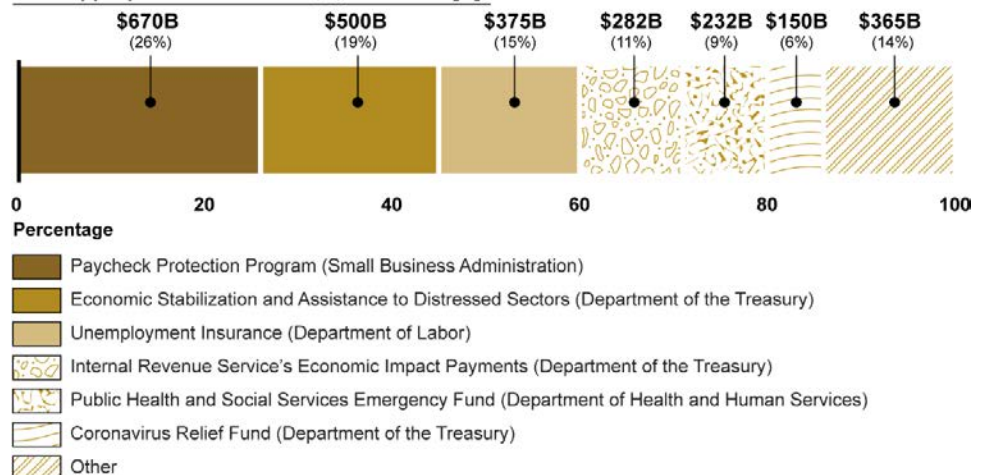 $670B $500B $375B $282B $232B $150B $365B
(26%) (19%) (15%) (11%) (9%) (6%) (14%)
0 20 40 60 80 100
Percentage
Paycheck Protection Program (Small Business Administration)
Economic Stabilization and Assistance to Distressed Sectors (Department of the Treasury)
Unemployment Insurance (Department of Labor)
Internal Revenue Service's Economic Impact Payments (Department of the Treasury)
Public Health and Social Services Emergency Fund (Department of Health and Human Services)
Coronavirus Relief Fund (Department of the Treasury)
Other